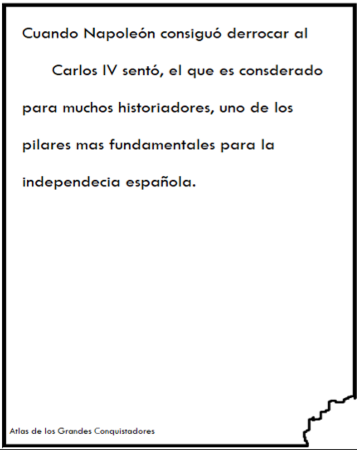 Cuando Napoleón consiguó derrocar al
Carlos IV sentó, el que es consderado
para muchos historiadores, uno de los
pilares mas fundamentales para la
independecia española.
Atlas de los Grandes Conquistadores